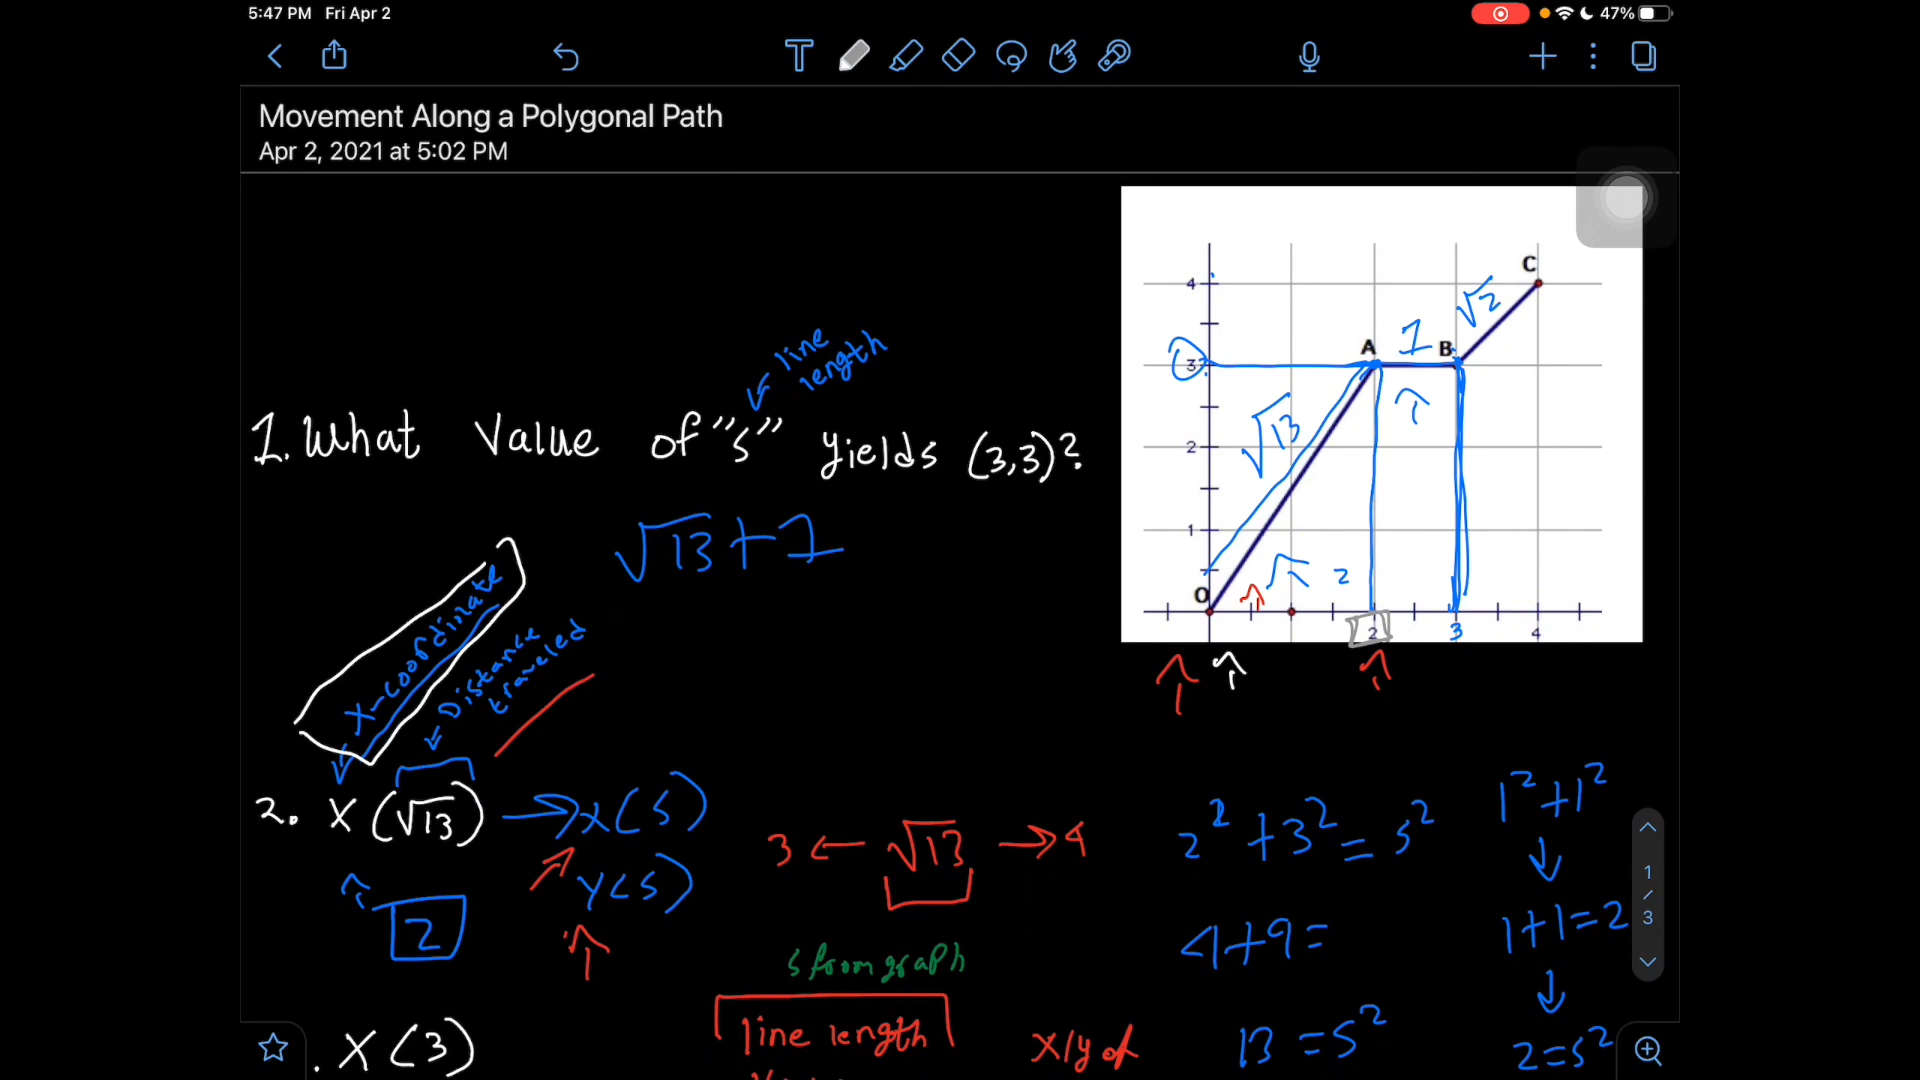 5:47 PM Fri Apr 2
47%
Movement Along a Polygonal Path
Apr 2, 2021 at 5:02 PM
line
length
1. What Value of "s" yields (3,3)?
√13 + 1
X-coordinate
Distance
traveled
2. X (√13) → X(S)
Y(S)
2
3 ← √13 → 4
s from graph
line length
X/y of
. X (3)
4
3
2
1
O
A
B
C
1
√2
√13
2
2
3
4
2² + 3² = s²
4+9 =
13 = s²
1² + 1²
↓
1+1=2
↓
2=s²
1
/
3